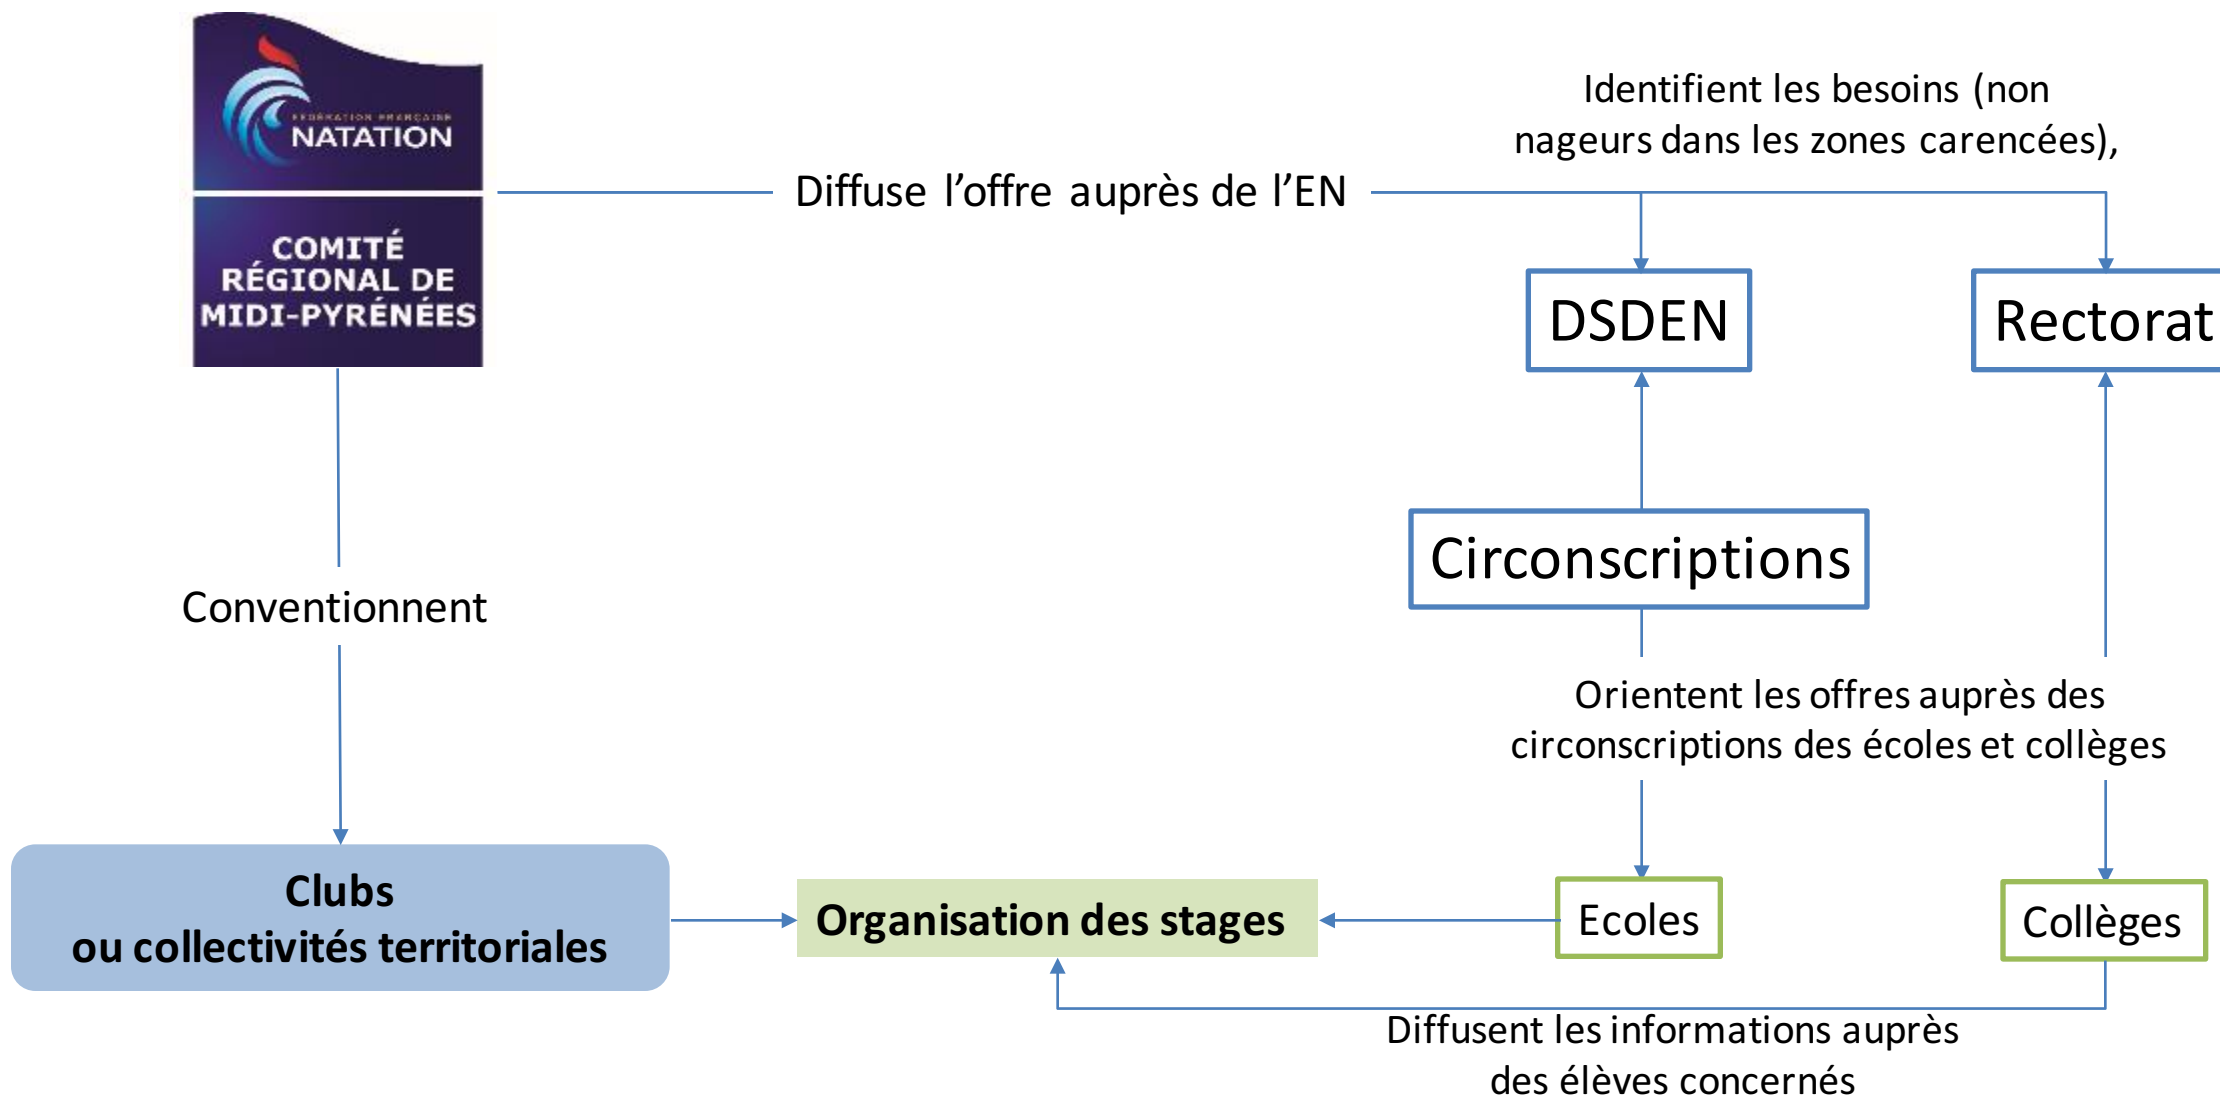 FÉDÉRATION FRANÇAISE
NATATION
COMITÉ
RÉGIONAL DE
MIDI-PYRÉNÉES
Diffuse l’offre auprès de l’EN
Identifient les besoins (non
nageurs dans les zones carencées),
DSDEN
Rectorat
Circonscriptions
Conventionnent
Orientent les offres auprès des
circonscriptions des écoles et collèges
Clubs
ou collectivités territoriales
Organisation des stages
Ecoles
Collèges
Diffusent les informations auprès
des élèves concernés